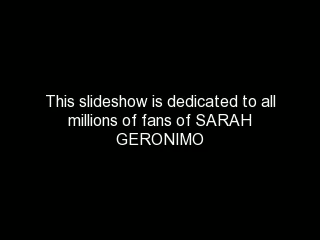 This slideshow is dedicated to all
millions of fans of SARAH
GERONIMO